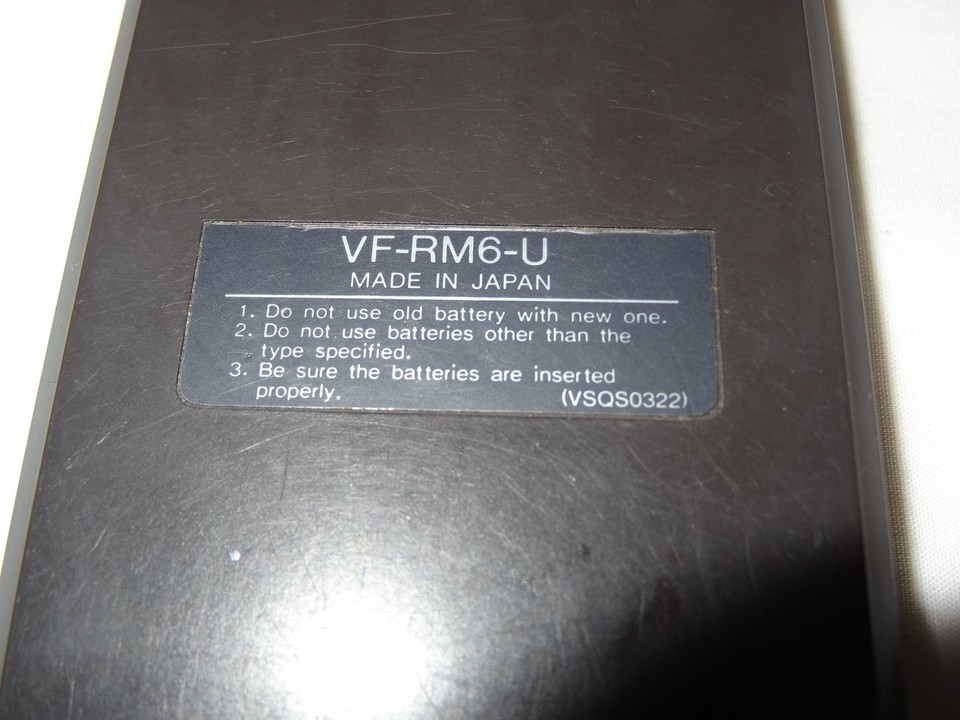 VF-RM6-U
MADE IN JAPAN
1. Do not use old battery with new one.
2. Do not use batteries other than the
type specified.
3. Be sure the batteries are inserted
properly.
(VSQS0322)